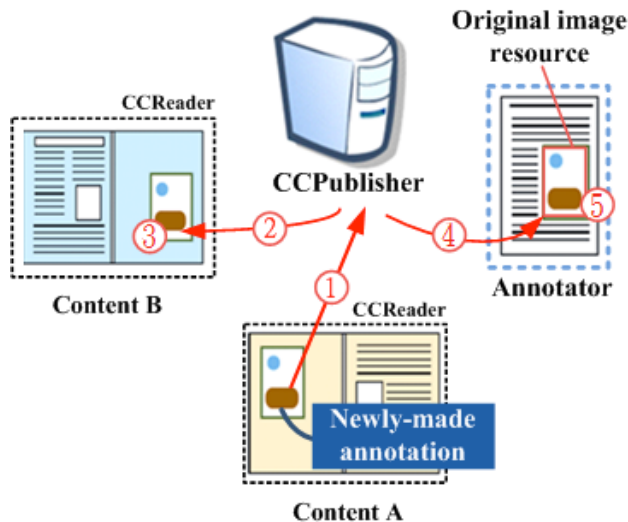 Original image
resource
CCReader
CCPublisher
③
②
④
⑤
Content B
Annotator
①
CCReader
Newly-made
annotation
Content A